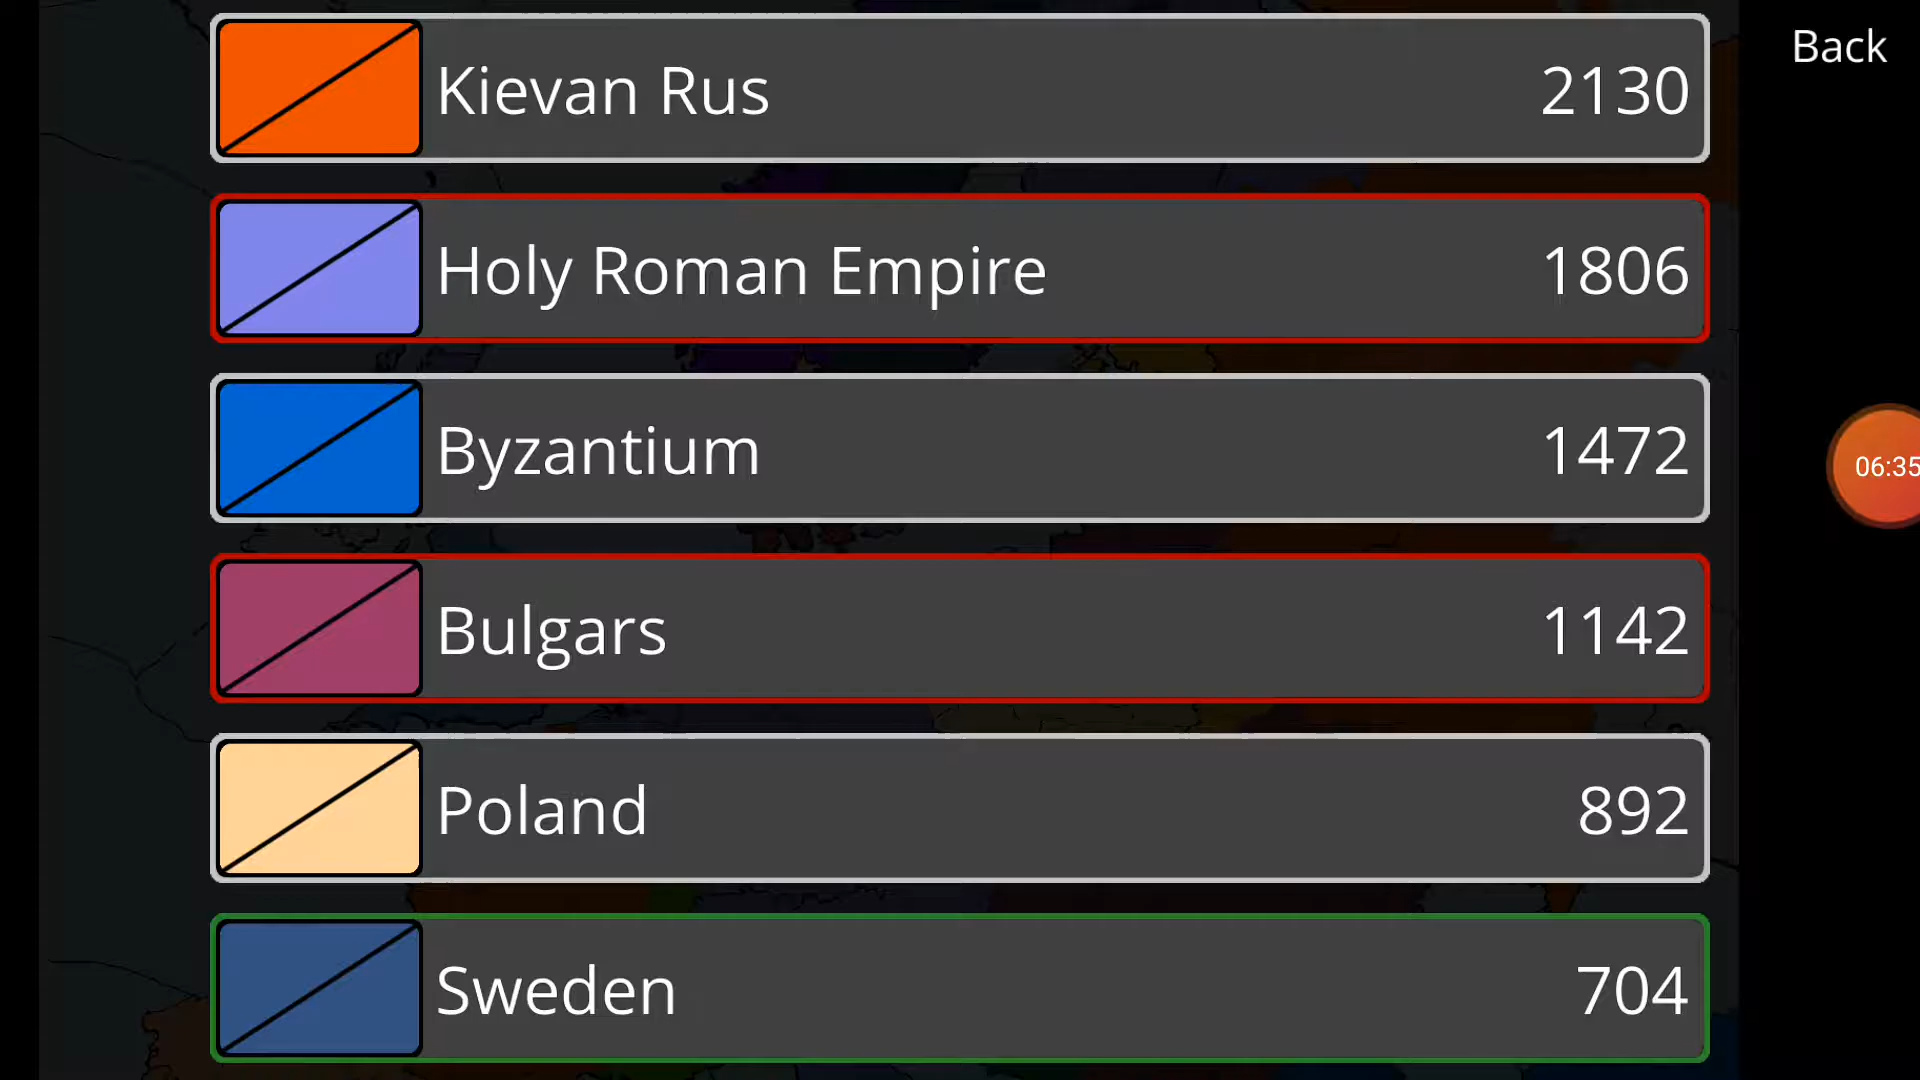 Kievan Rus 2130
Back
Holy Roman Empire 1806
Byzantium 1472
06:35
Bulgars 1142
Poland 892
Sweden 704